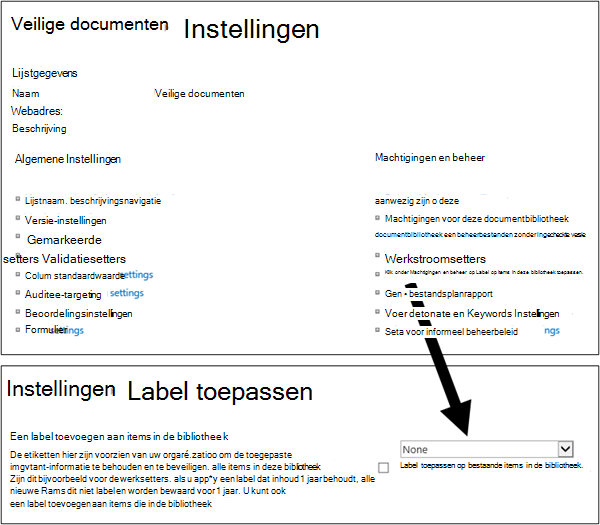 Veilige documenten Instellingen
Lijstgegevens
Naam Veilige documenten
Webadres:
Beschrijving
Algemene Instellingen
Lijstnaam. beschrijvingsnavigatie
Versie-instellingen
Gemarkeerde
setters Validatiesetters
Colum standaardwaarde settings
Auditee-targeting settings
Beoordelingsinstellingen
Formulier settings
Machtigingen en beheer
aanwezig zijn o deze
Machtigingen voor deze documentbibliotheek
documentbibliotheek een beheerbestanden zonder ingecheckte versie
Werkstroomsetters
Klik onder Machtigingen en beheer op Label op items in deze bibliotheek toepassen.
Gen • bestandsplanrapport
Voer detonate en Keywords Instellingen
Seta voor informeel beheerbeleid ngs
Instellingen Label toepassen
Een label toevoegen aan items in de bibliotheek
De etiketten hier zijn voorzien van uw orgaré.zatioo om de toegepaste
imgvtant-informatie te behouden en te beveiligen. alle items in deze bibliotheek
Zijn dit bijvoorbeeld voor de werksetters. als u app*y een label dat inhoud 1 jaar behoudt, alle
nieuwe Rams dit niet labelen worden bewaard voor 1 jaar. U kunt ook
een label toevoegen aan items die in de bibliotheek
None
Label toepassen op bestaande items in de bibliotheek.